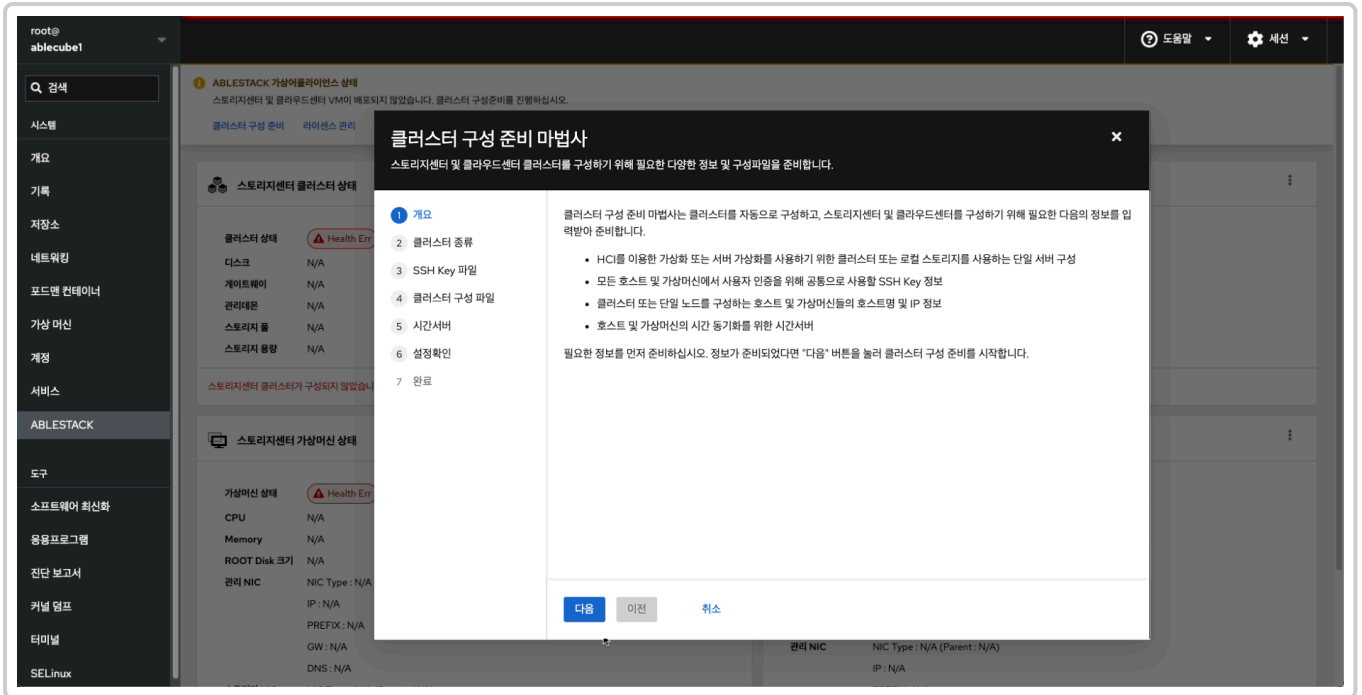 root@
ablecube1
도움말
세션
검색
시스템
개요
기록
저장소
네트워킹
포드맨 컨테이너
가상 머신
계정
서비스
ABLESTACK
도구
소프트웨어 최신화
응용프로그램
진단 보고서
커널 덤프
터미널
SELinux
ABLESTACK 가상어플라이언스 상태
스토리지센터 및 클라우드센터 VM이 배포되지 않았습니다. 클러스터 구성준비를 진행하십시오.
클러스터 구성 준비 라이센스 관리
스토리지센터 클러스터 상태
클러스터 상태 Health Err
디스크 N/A
게이트웨이 N/A
관리데몬 N/A
스토리지 풀 N/A
스토리지 용량 N/A
스토리지센터 클러스터가 구성되지 않았습니
스토리지센터 가상머신 상태
가상머신 상태 Health Err
CPU N/A
Memory N/A
ROOT Disk 크기 N/A
관리 NIC NIC Type : N/A
IP : N/A
PREFIX : N/A
GW : N/A
DNS : N/A
클러스터 구성 준비 마법사
스토리지센터 및 클라우드센터 클러스터를 구성하기 위해 필요한 다양한 정보 및 구성파일을 준비합니다.
1 개요
2 클러스터 종류
3 SSH Key 파일
4 클러스터 구성 파일
5 시간서버
6 설정확인
7 완료
클러스터 구성 준비 마법사는 클러스터를 자동으로 구성하고, 스토리지센터 및 클라우드센터를 구성하기 위해 필요한 다음의 정보를 입
력받아 준비합니다.
• HCI를 이용한 가상화 또는 서버 가상화를 사용하기 위한 클러스터 또는 로컬 스토리지를 사용하는 단일 서버 구성
• 모든 호스트 및 가상머신에서 사용자 인증을 위해 공통으로 사용할 SSH Key 정보
• 클러스터 또는 단일 노드를 구성하는 호스트 및 가상머신들의 호스트명 및 IP 정보
• 호스트 및 가상머신의 시간 동기화를 위한 시간서버
필요한 정보를 먼저 준비하십시오. 정보가 준비되었다면 "다음" 버튼을 눌러 클러스터 구성 준비를 시작합니다.
다음 이전 취소
관리 NIC NIC Type : N/A (Parent : N/A)
IP : N/A